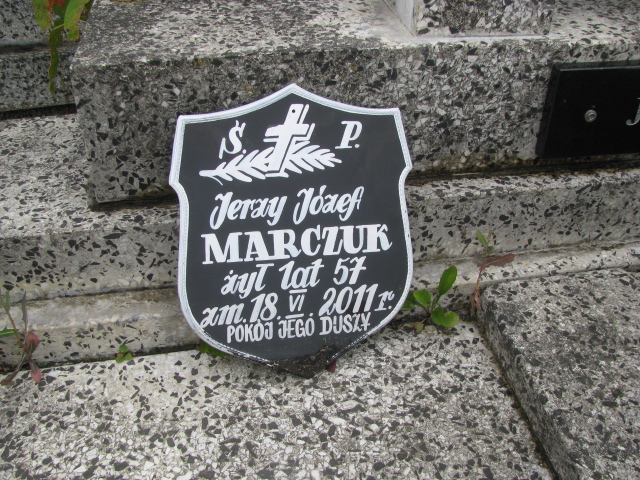 Ś. P.
Jerzy Józef
MARCZUK
żył lat 57
zm. 18. VI. 2011 r.
POKÓJ JEGO DUSZY